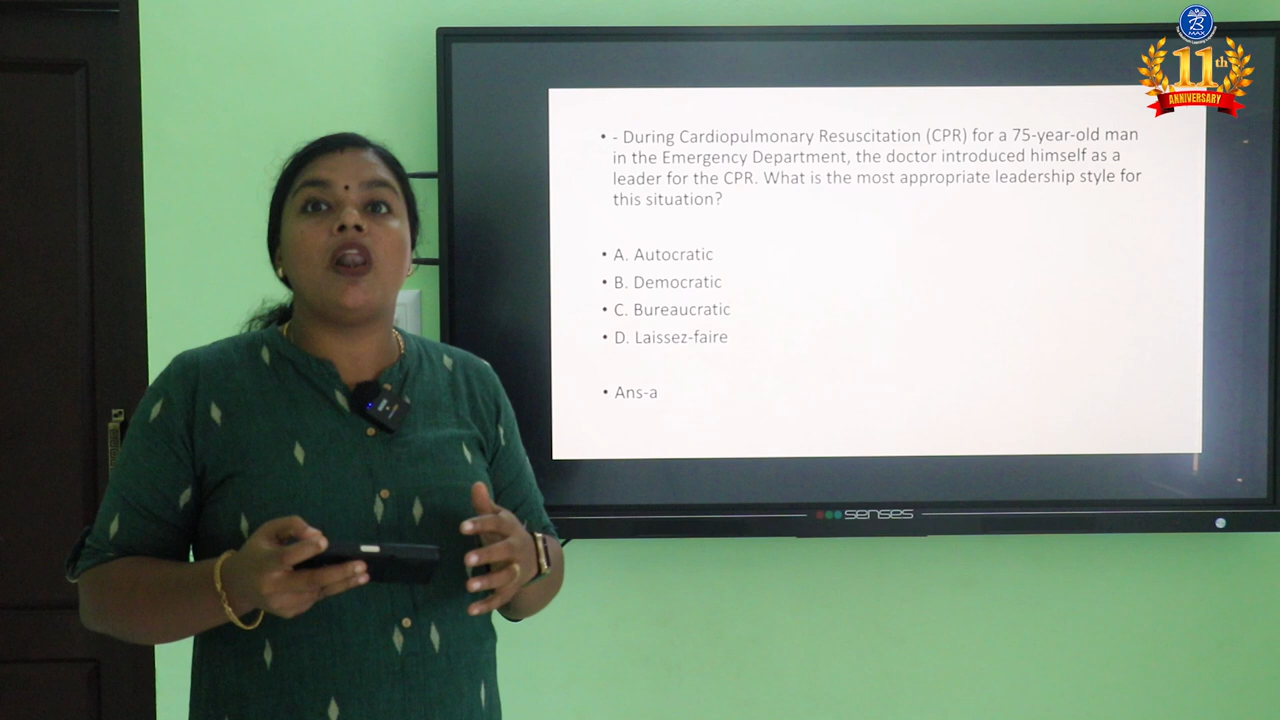 B
MAX
11th
ANNIVERSARY
• - During Cardiopulmonary Resuscitation (CPR) for a 75-year-old man
in the Emergency Department, the doctor introduced himself as a
leader for the CPR. What is the most appropriate leadership style for
this situation?
• A. Autocratic
• B. Democratic
• C. Bureaucratic
• D. Laissez-faire
• Ans-a
senses